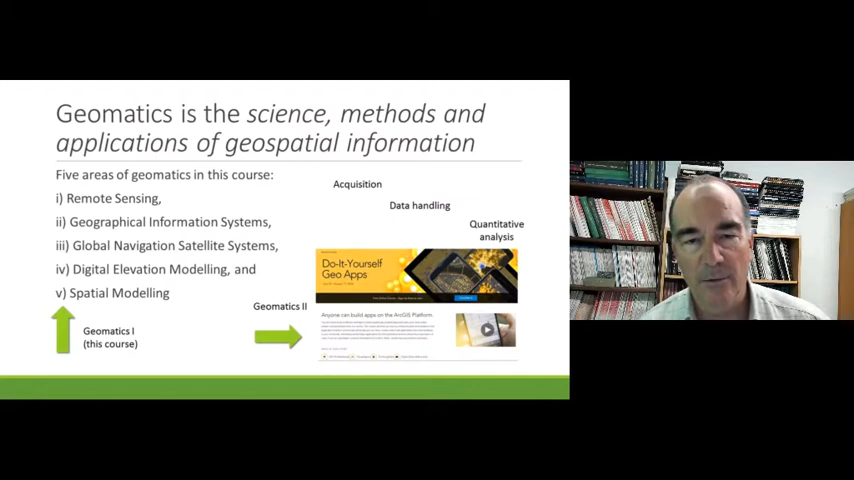 Geomatics is the science, methods and
applications of geospatial information
Five areas of geomatics in this course:
i) Remote Sensing,
ii) Geographical Information Systems,
iii) Global Navigation Satellite Systems,
iv) Digital Elevation Modelling, and
v) Spatial Modelling
Geomatics I
(this course)
Geomatics II
Acquisition
Data handling
Quantitative
analysis
Do-It-Yourself
Geo Apps
Anyone can build apps on the ArcGIS Platform.